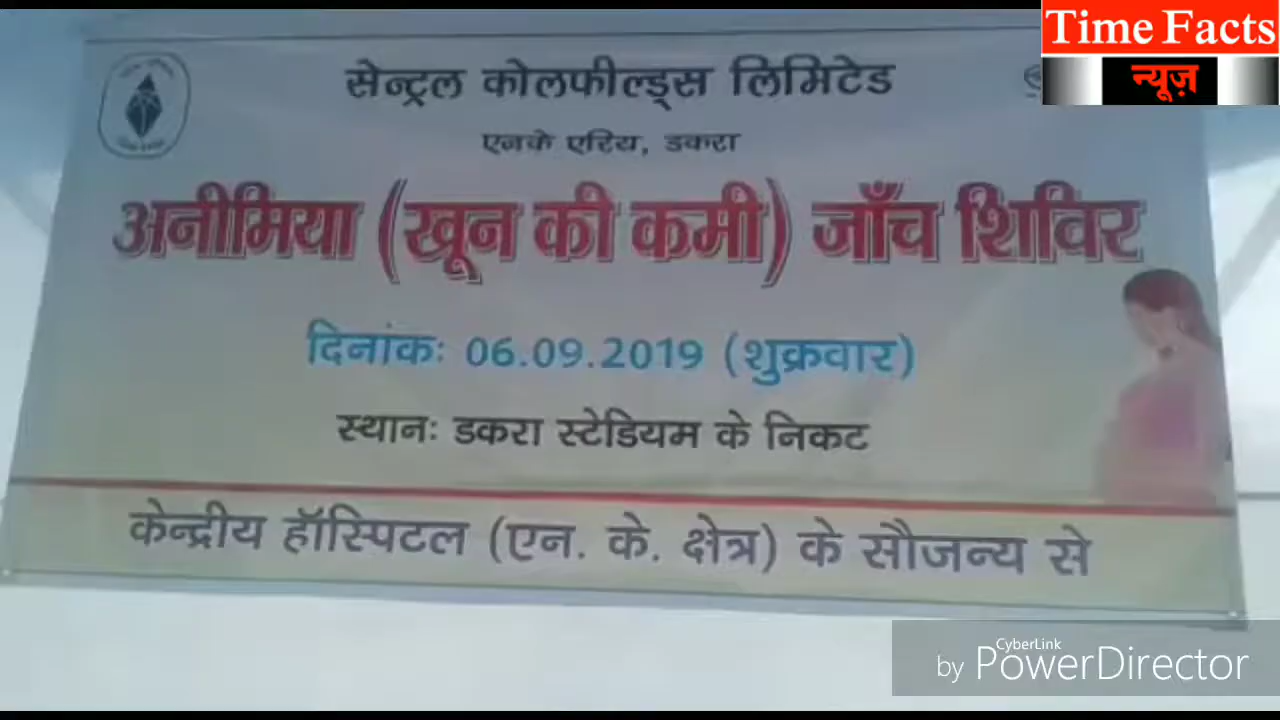 Time Facts
न्यूज़
सेन्ट्रल कोलफील्ड्स लिमिटेड
एनके एरिय, डकरा
अनीमिया (खून की कमी) जाँच शिविर
दिनांकः 06.09.2019 (शुक्रवार)
स्थानः डकरा स्टेडियम के निकट
केन्द्रीय हॉस्पिटल (एन. के. क्षेत्र) के सौजन्य से
CyberLink
by PowerDirector